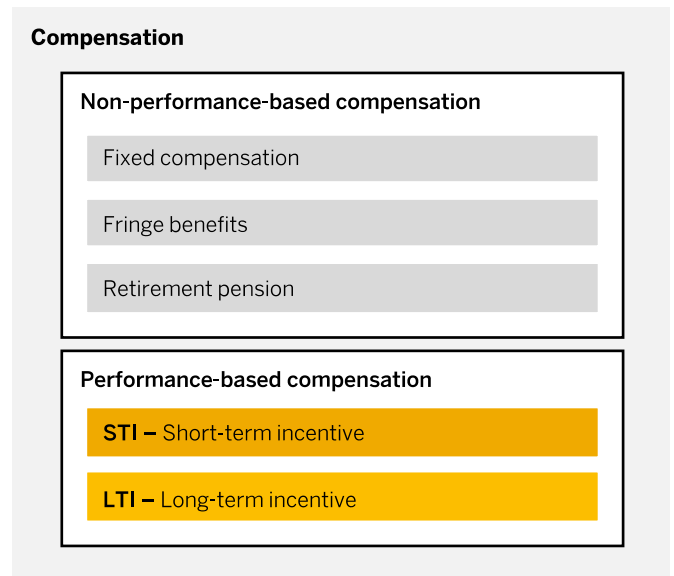 Compensation
Non-performance-based compensation
Fixed compensation
Fringe benefits
Retirement pension
Performance-based compensation
STI – Short-term incentive
LTI – Long-term incentive